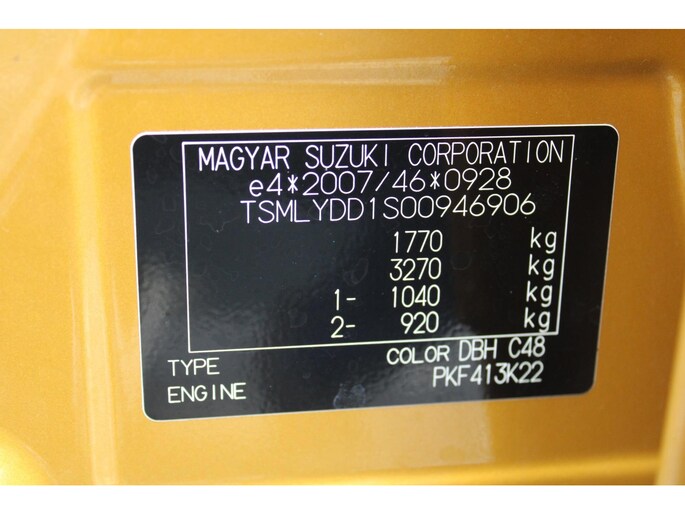 MAGYAR SUZUKI CORPORATION
e4*2007/46*0928
TSMLYDD1S00946906
1770 kg
3270 kg
1- 1040 kg
2- 920 kg
TYPE COLOR DBH C48
ENGINE PKF413K22